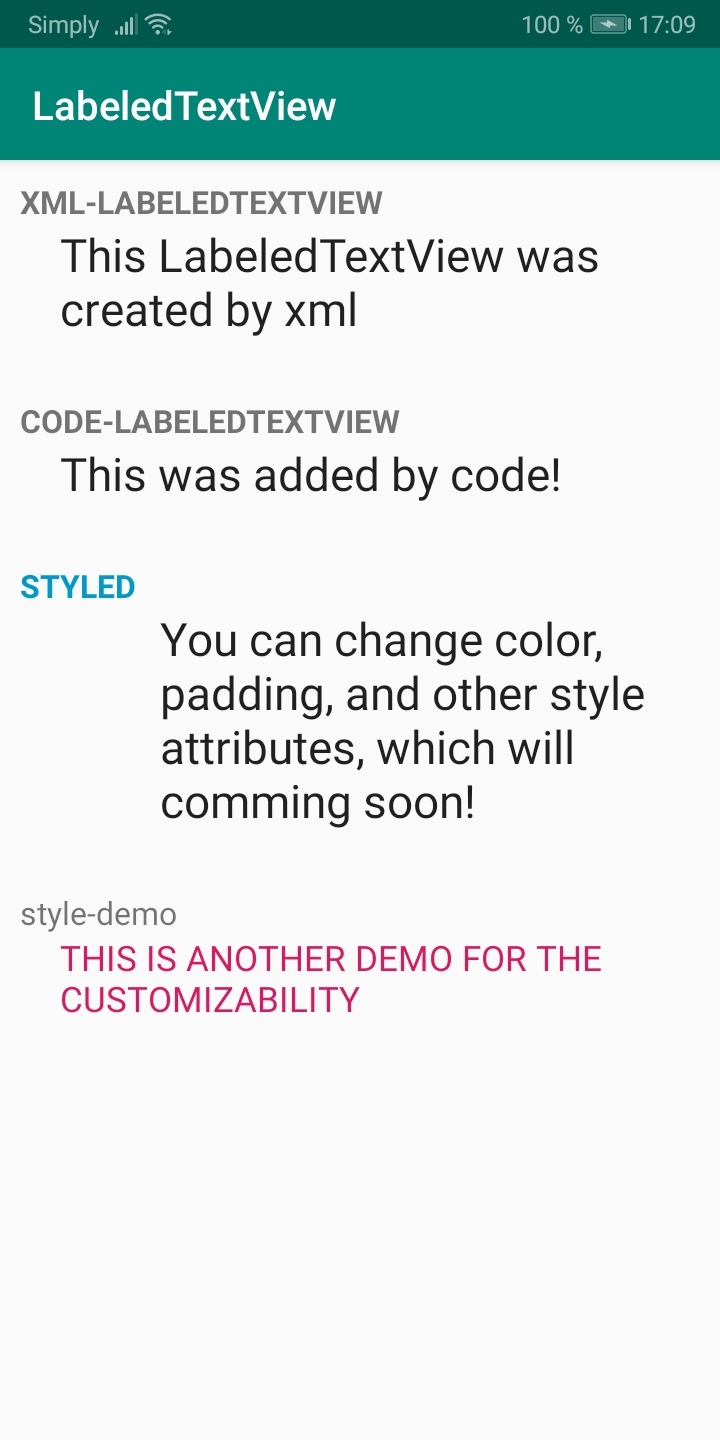 Simply 100 % 17:09
LabeledTextView
XML-LABELEDTEXTVIEW
This LabeledTextView was
created by xml
CODE-LABELEDTEXTVIEW
This was added by code!
STYLED
You can change color,
padding, and other style
attributes, which will
comming soon!
style-demo
THIS IS ANOTHER DEMO FOR THE
CUSTOMIZABILITY